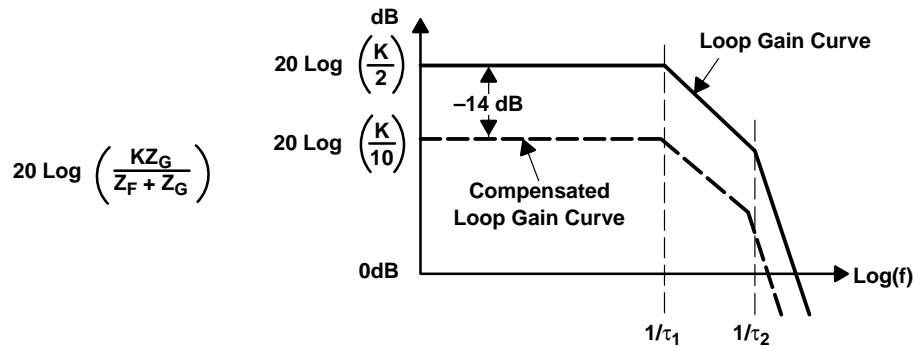 dB
Loop Gain Curve
20 Log (K/2)
–14 dB
20 Log (K/10)
20 Log (KZ_G / Z_F + Z_G)
Compensated
Loop Gain Curve
0dB
Log(f)
1/τ₁
1/τ₂